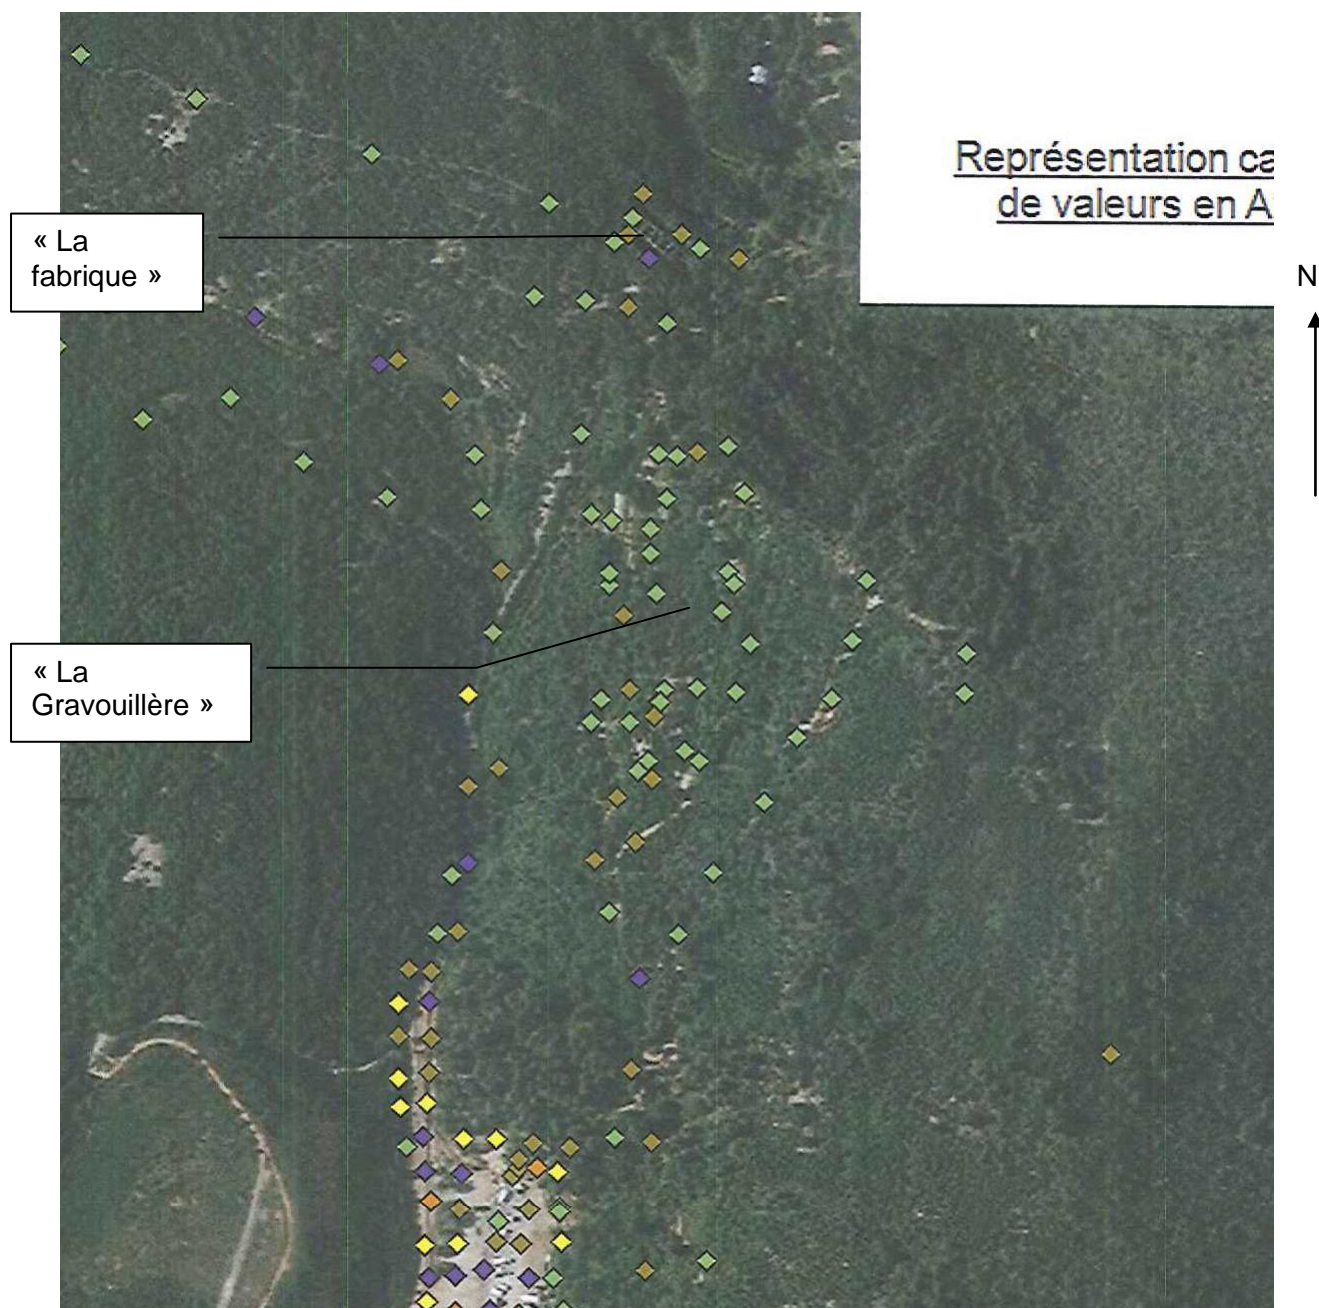 Représentation ca
de valeurs en A
« La
fabrique »
N
« La
Gravouillère »